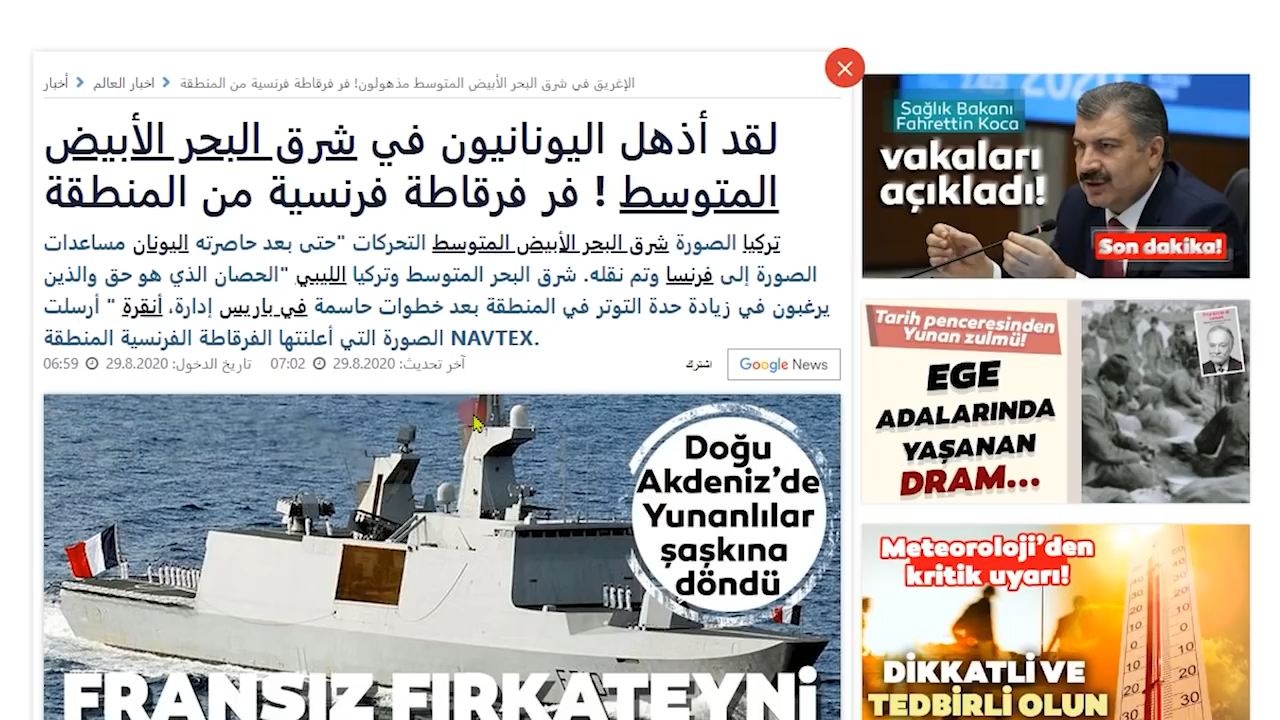 أخبار > اخبار العالم > الإغريق في شرق البحر الأبيض المتوسط مذهولون! فر فرقاطة فرنسية من المنطقة
لقد أذهل اليونانيون في شرق البحر الأبيض
المتوسط ! فر فرقاطة فرنسية من المنطقة
تركيا الصورة شرق البحر الأبيض المتوسط التحركات "حتى بعد حاصرته اليونان مساعدات
الصورة إلى فرنسا وتم نقله. شرق البحر المتوسط وتركيا الليبي "الحصان الذي هو حق والذين
يرغبون في زيادة حدة التوتر في المنطقة بعد خطوات حاسمة في باريس إدارة، أنقرة " أرسلت
الصورة التي أعلنتها الفرقاطة الفرنسية المنطقة NAVTEX.
تاريخ الدخول: 29.8.2020 06:59 آخر تحديث: 29.8.2020 07:02
اشترك
Google News
Doğu
Akdeniz’de
Yunanlılar
şaşkına
döndü
FRANSIZ FIRKATEYNİ
Sağlık Bakanı
Fahrettin Koca
vakaları
açıkladı!
Son dakika!
Tarih penceresinden
Yunan zulmü!
EGE
ADALARINDA
YAŞANAN
DRAM...
Meteoroloji’den
kritik uyarı!
DİKKATLİ VE
TEDBİRLİ OLUN